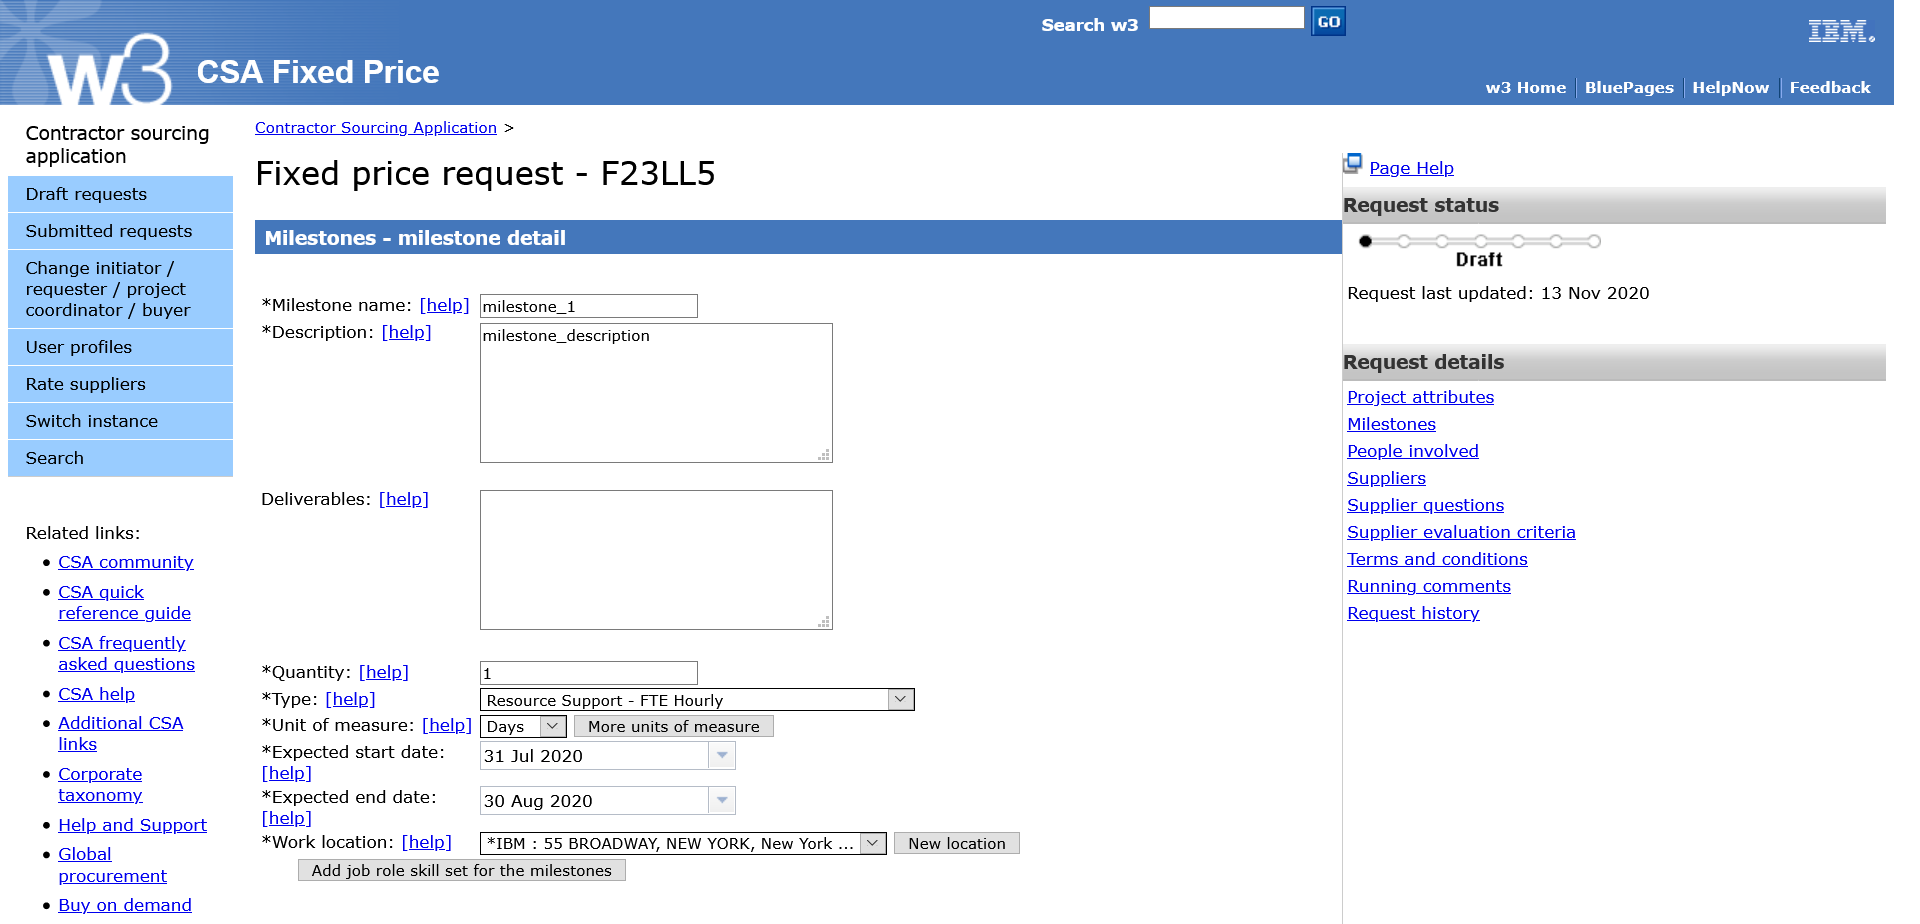 Search w3 GO
IBM.
w3 CSA Fixed Price
w3 Home BluePages HelpNow Feedback
Contractor sourcing
application
Draft requests
Submitted requests
Change initiator /
requester / project
coordinator / buyer
User profiles
Rate suppliers
Switch instance
Search
Related links:
CSA community
CSA quick
reference guide
CSA frequently
asked questions
CSA help
Additional CSA
links
Corporate
taxonomy
Help and Support
Global
procurement
Buy on demand
Contractor Sourcing Application >
Fixed price request - F23LL5
Milestones - milestone detail
*Milestone name: [help] milestone_1
*Description: [help] milestone_description
Deliverables: [help]
*Quantity: [help] 1
*Type: [help] Resource Support - FTE Hourly
*Unit of measure: [help] Days More units of measure
*Expected start date: 31 Jul 2020
[help]
*Expected end date: 30 Aug 2020
[help]
*Work location: [help] *IBM : 55 BROADWAY, NEW YORK, New York ... New location
Add job role skill set for the milestones
Page Help
Request status
Draft
Request last updated: 13 Nov 2020
Request details
Project attributes
Milestones
People involved
Suppliers
Supplier questions
Supplier evaluation criteria
Terms and conditions
Running comments
Request history